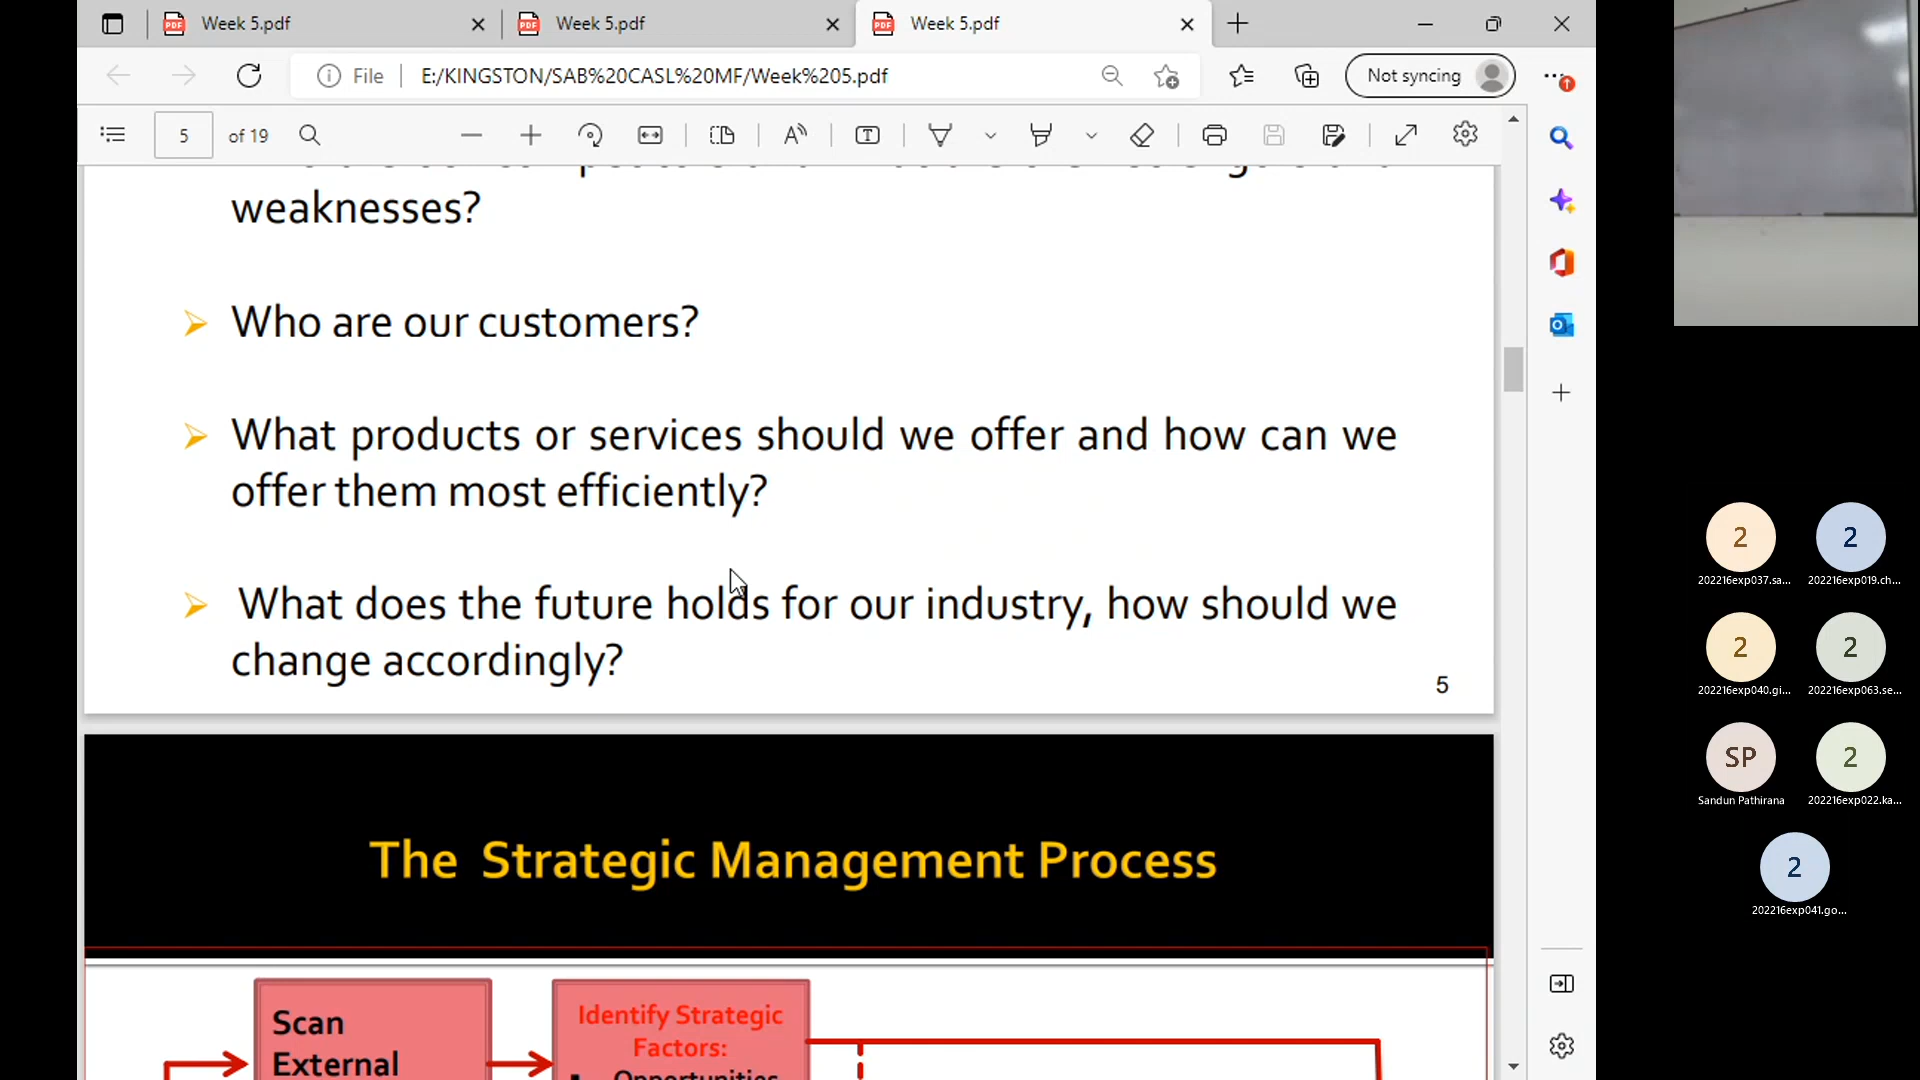 Week 5.pdf
Week 5.pdf
Week 5.pdf
File
E:/KINGSTON/SAB%20CASL%20MF/Week%205.pdf
Not syncing
5
of 19
weaknesses?
Who are our customers?
What products or services should we offer and how can we
offer them most efficiently?
What does the future holds for our industry, how should we
change accordingly?
5
The Strategic Management Process
Scan
External
Identify Strategic
Factors:
Opportunities
2
2
202216exp037.sa...
202216exp019.ch...
2
2
202216exp040.gi...
202216exp063.se...
SP
2
Sandun Pathirana
202216exp022.ka...
2
202216exp041.go...